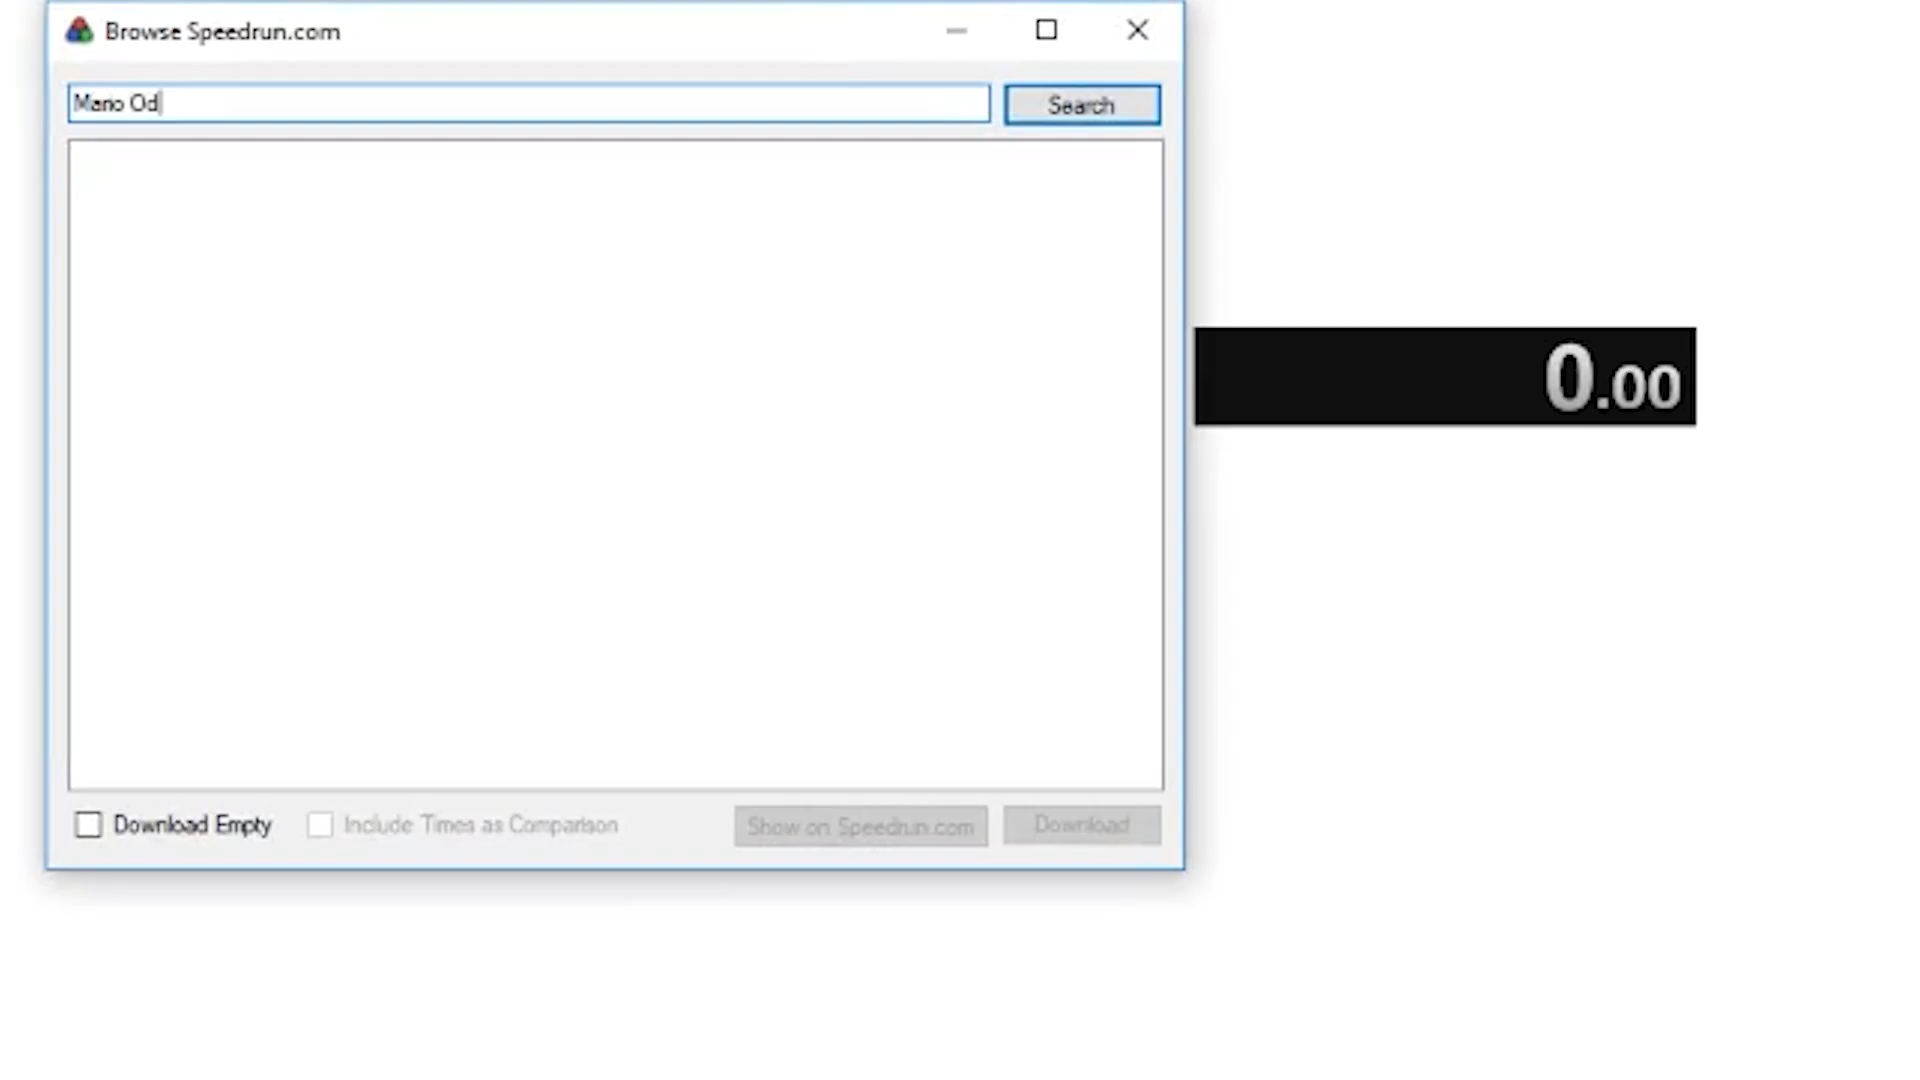 Browse Speedrun.com
Mario Od
Search
0.00
Download Empty
Include Times as Comparison
Show on Speedrun.com
Download